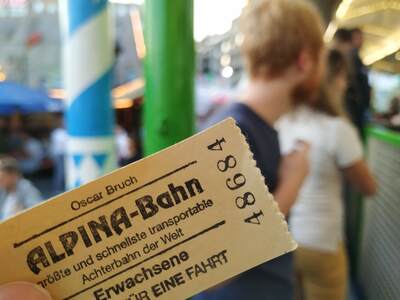 Oscar Bruch
ALPINA-Bahn
größte und schnellste transportable
Achterbahn der Welt
Erwachsene
FÜR EINE FAHRT
48684